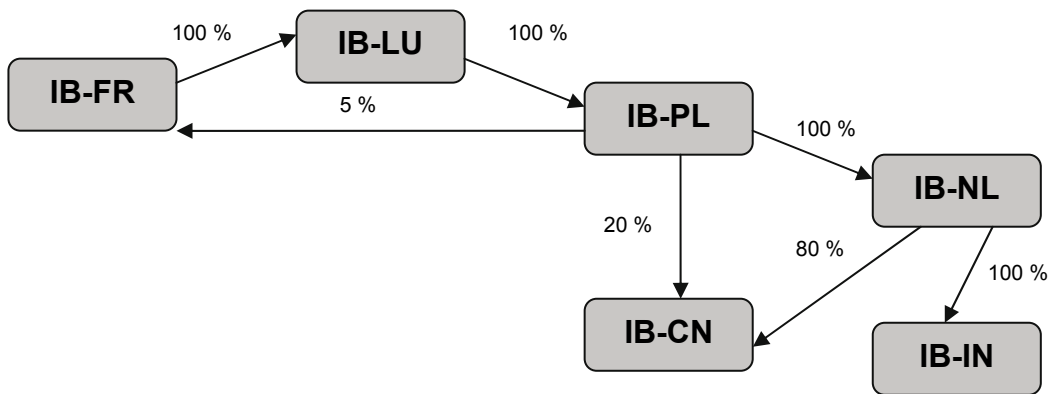 100 %
IB-LU
100 %
IB-FR
5 %
IB-PL
100 %
IB-NL
20 %
80 %
100 %
IB-CN
IB-IN